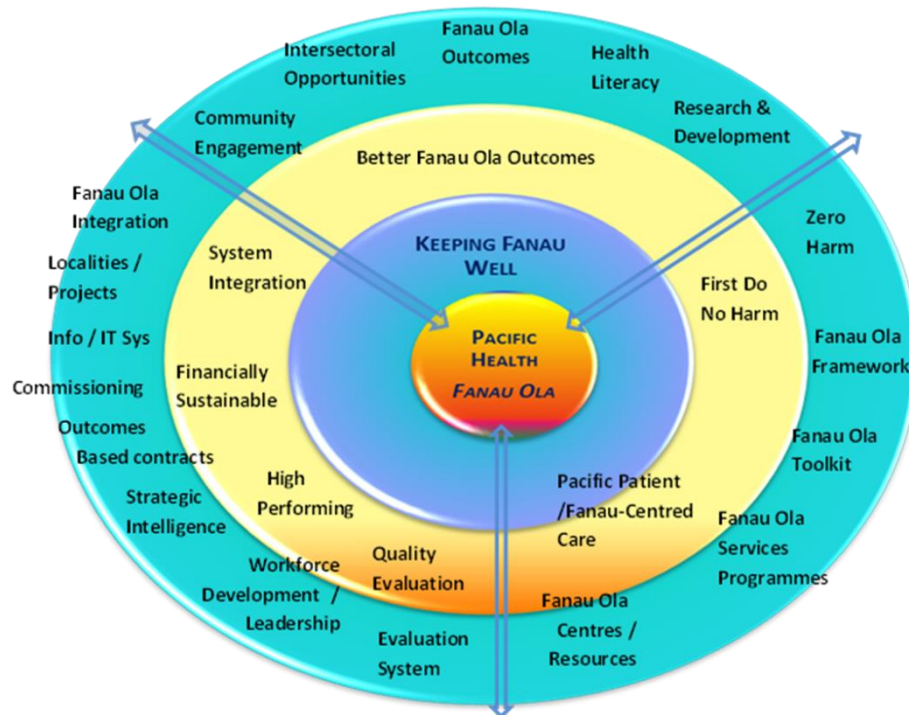 Fanau Ola
Outcomes
Intersectoral
Opportunities
Health
Literacy
Community
Engagement
Research &
Development
Better Fanau Ola Outcomes
Fanau Ola
Integration
Zero
Harm
System
Integration
KEEPING FANAU
WELL
First Do
No Harm
Localities /
Projects
Info / IT Sys
PACIFIC
HEALTH
FANAU OLA
Fanau Ola
Framework
Commissioning
Financially
Sustainable
Outcomes
Based contracts
Fanau Ola
Toolkit
Strategic
Intelligence
High
Performing
Pacific Patient
/Fanau-Centred
Care
Fanau Ola
Services
Programmes
Workforce
Development /
Leadership
Quality
Evaluation
Evaluation
System
Fanau Ola
Centres /
Resources